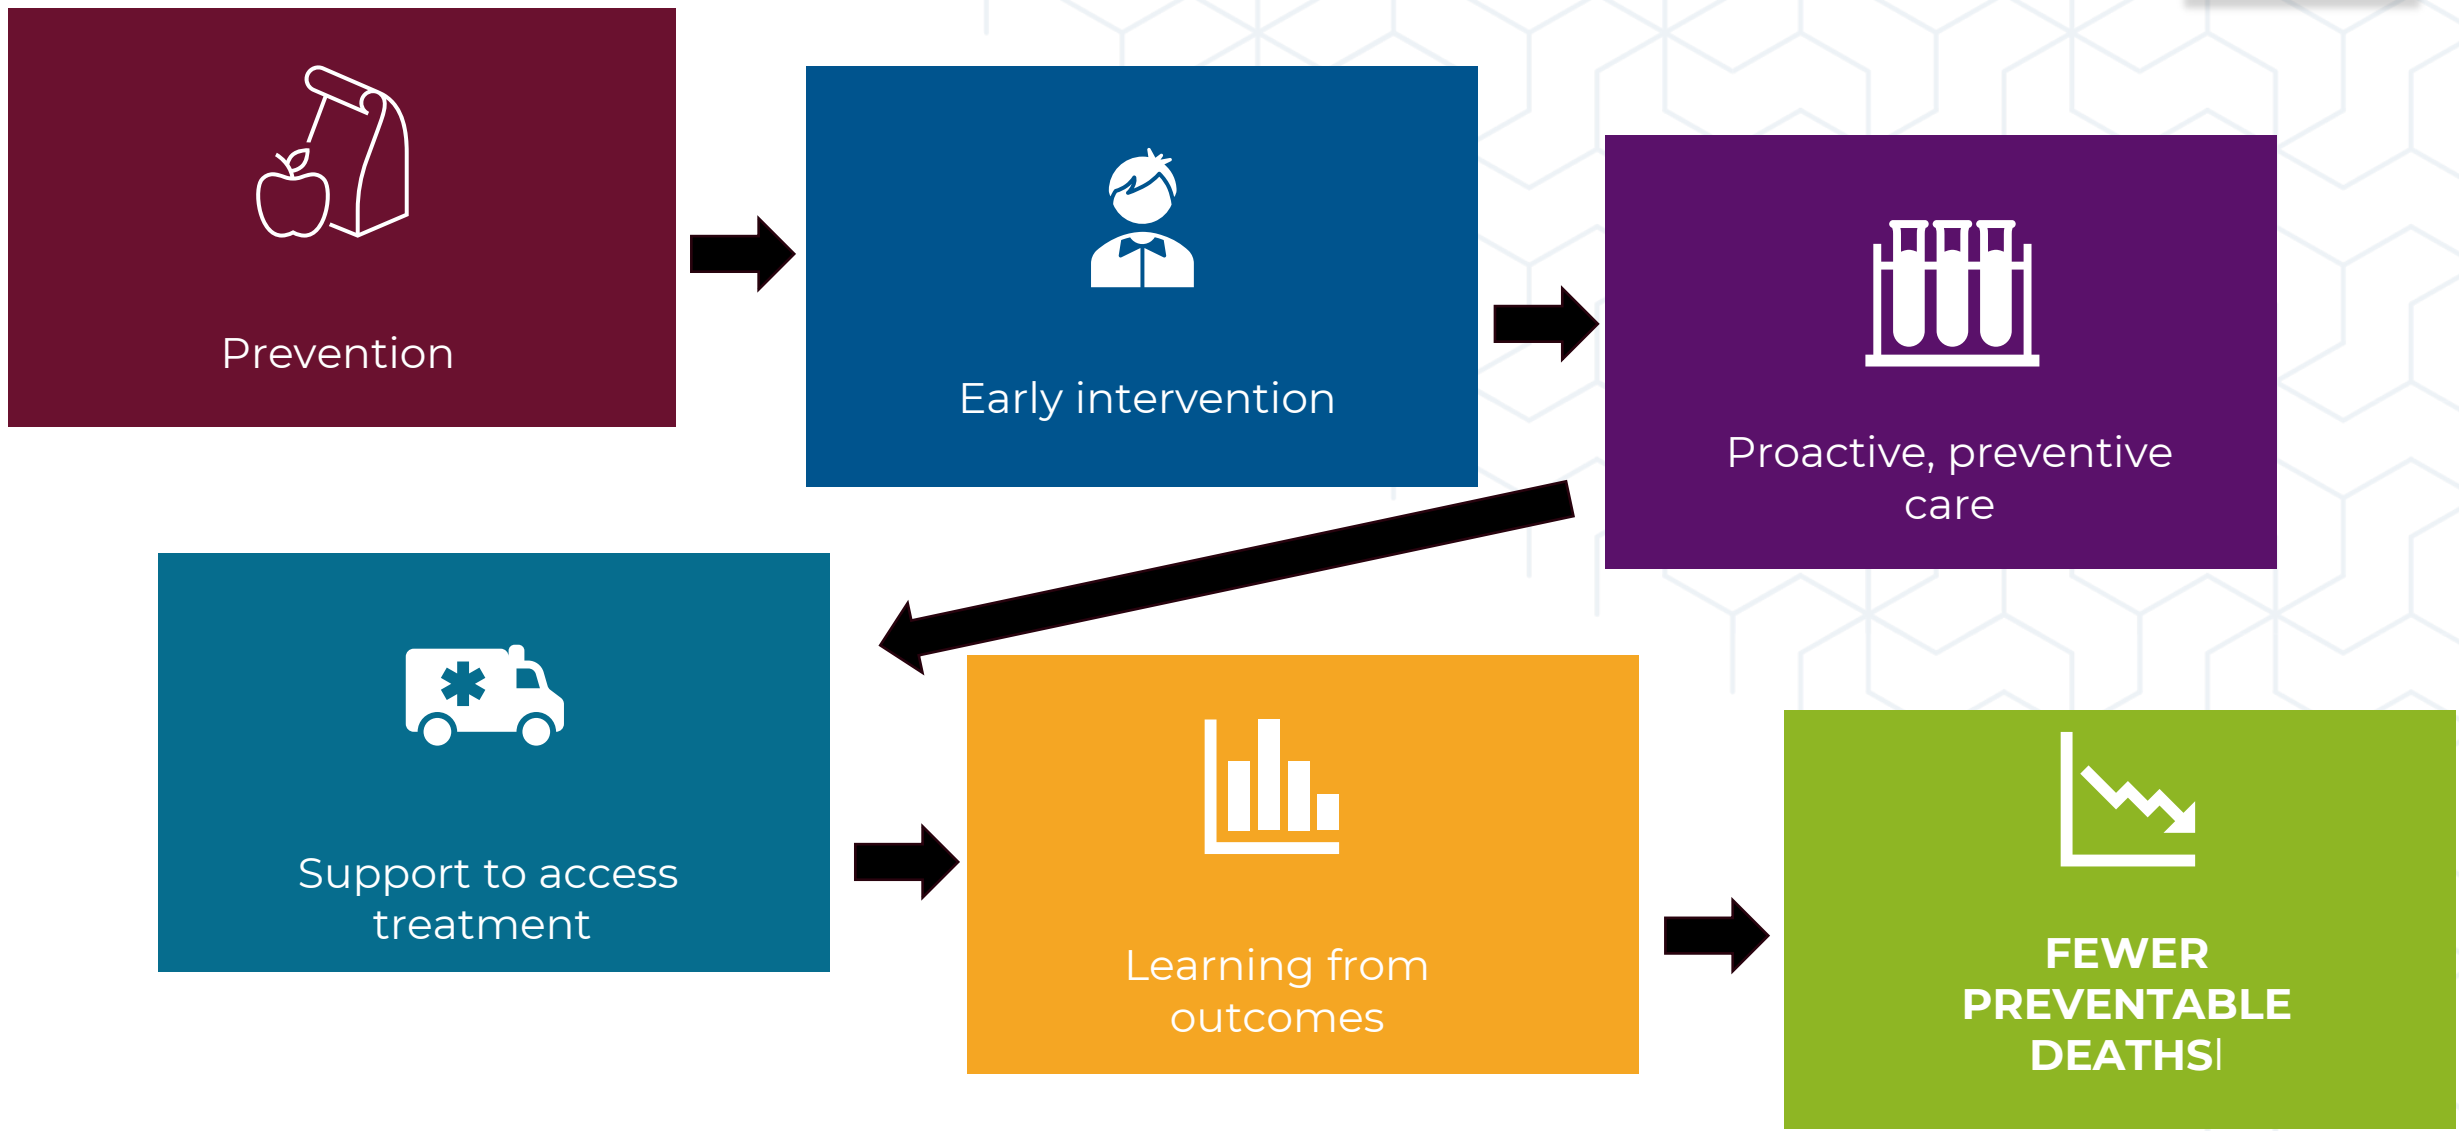 Prevention
Early intervention
Proactive, preventive
care
Support to access
treatment
Learning from
outcomes
FEWER
PREVENTABLE
DEATHS